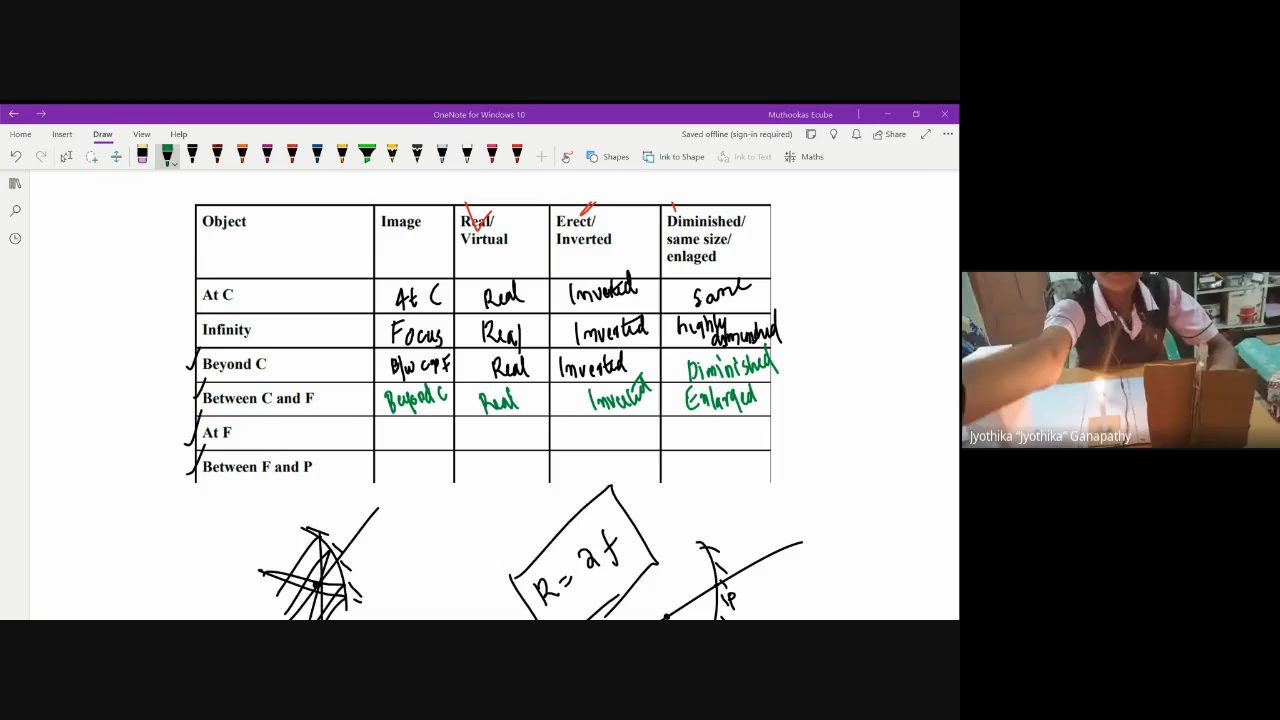 OneNote for Windows 10
Muthookas Ecube
Home Insert Draw View Help
Saved offline (sign-in required)
Share
Shapes
Ink to Shape
Ink to Text
Maths
Object Image Real/ Erect/ Diminished/
Virtual Inverted same size/
enlaged
At C At C Real Inverted same
Infinity Focus Real Inverted highly
diminished
Beyond C B/w C & F Real Inverted Diminished
Between C and F Beyond C Real Inverted Enlarged
At F
Between F and P
R = 2f
P
Jyothika "Jyothika" Ganapathy